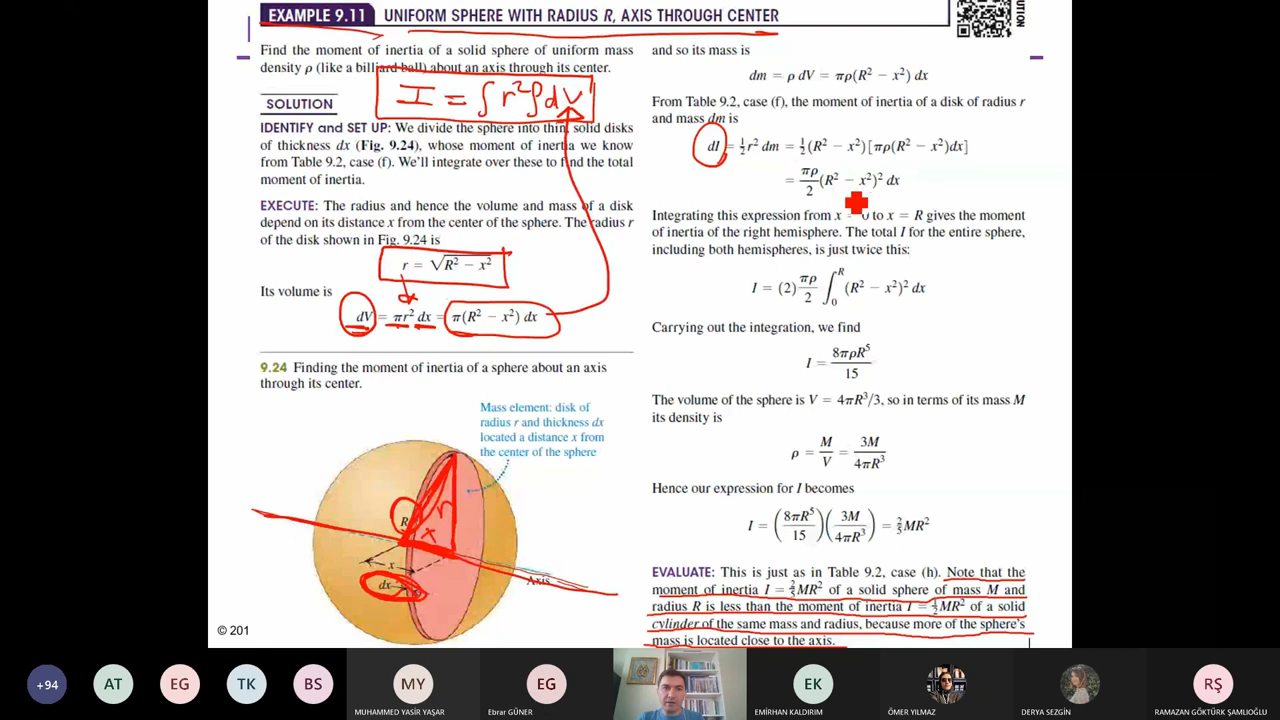 EXAMPLE 9.11 UNIFORM SPHERE WITH RADIUS R, AXIS THROUGH CENTER
Find the moment of inertia of a solid sphere of uniform mass
density ρ (like a billiard ball) about an axis through its center.
I = ∫ r² ρ dV
SOLUTION
IDENTIFY and SET UP: We divide the sphere into thin, solid disks
of thickness dx (Fig. 9.24), whose moment of inertia we know
from Table 9.2, case (f). We'll integrate over these to find the total
moment of inertia.
EXECUTE: The radius and hence the volume and mass of a disk
depend on its distance x from the center of the sphere. The radius r
of the disk shown in Fig. 9.24 is
r = √R² − x²
Its volume is
dx
dV = πr² dx = π(R² − x²) dx
9.24 Finding the moment of inertia of a sphere about an axis
through its center.
Mass element: disk of
radius r and thickness dx
located a distance x from
the center of the sphere
R
r
x
x
dx
Axis
© 201
and so its mass is
dm = ρ dV = πρ(R² − x²) dx
From Table 9.2, case (f), the moment of inertia of a disk of radius r
and mass dm is
dI = ½r² dm = ½(R² − x²)[πρ(R² − x²)dx]
= πρ/2 (R² − x²)² dx
Integrating this expression from x = 0 to x = R gives the moment
of inertia of the right hemisphere. The total I for the entire sphere,
including both hemispheres, is just twice this:
I = (2) πρ/2 ∫₀ᴿ (R² − x²)² dx
Carrying out the integration, we find
I = 8πρR⁵/15
The volume of the sphere is V = 4πR³/3, so in terms of its mass M
its density is
ρ = M/V = 3M/4πR³
Hence our expression for I becomes
I = (8πR⁵/15)(3M/4πR³) = ⅖MR²
EVALUATE: This is just as in Table 9.2, case (h). Note that the
moment of inertia I = ⅖MR² of a solid sphere of mass M and
radius R is less than the moment of inertia I = ½MR² of a solid
cylinder of the same mass and radius, because more of the sphere's
mass is located close to the axis.
UTION
+94 AT EG TK BS MY EG EK RŞ
MUHAMMED YASİR YAŞAR Ebrar GÜNER EMİRHAN KALDIRIM ÖMER YILMAZ DERYA SEZGİN RAMAZAN GÖKTÜRK ŞAMLIOĞLU